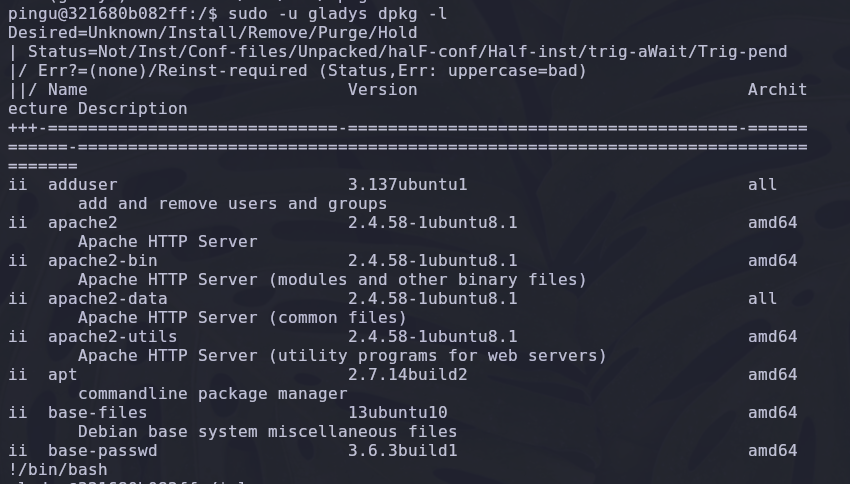 pingu@321680b082ff:/$ sudo -u gladys dpkg -l
Desired=Unknown/Install/Remove/Purge/Hold
| Status=Not/Inst/Conf-files/Unpacked/halF-conf/Half-inst/trig-aWait/Trig-pend
|/ Err?=(none)/Reinst-required (Status,Err: uppercase=bad)
||/ Name                          Version                                 Archit
ecture Description
+++-=============================-=======================================-======
======-=========================================================================
=======
ii  adduser                       3.137ubuntu1                            all
       add and remove users and groups
ii  apache2                       2.4.58-1ubuntu8.1                       amd64
       Apache HTTP Server
ii  apache2-bin                   2.4.58-1ubuntu8.1                       amd64
       Apache HTTP Server (modules and other binary files)
ii  apache2-data                  2.4.58-1ubuntu8.1                       all
       Apache HTTP Server (common files)
ii  apache2-utils                 2.4.58-1ubuntu8.1                       amd64
       Apache HTTP Server (utility programs for web servers)
ii  apt                           2.7.14build2                            amd64
       commandline package manager
ii  base-files                    13ubuntu10                              amd64
       Debian base system miscellaneous files
ii  base-passwd                   3.6.3build1                             amd64
!/bin/bash